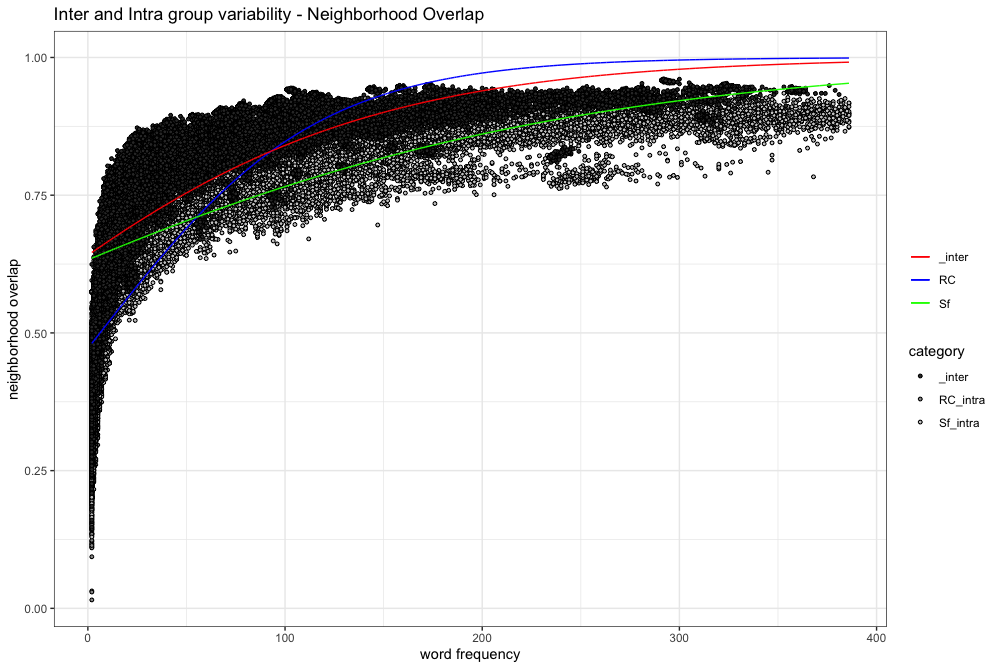 Inter and Intra group variability - Neighborhood Overlap
1.00
0.75
0.50
0.25
0.00
neighborhood overlap
0
100
200
300
400
word frequency
_inter
RC
Sf
category
_inter
RC_intra
Sf_intra